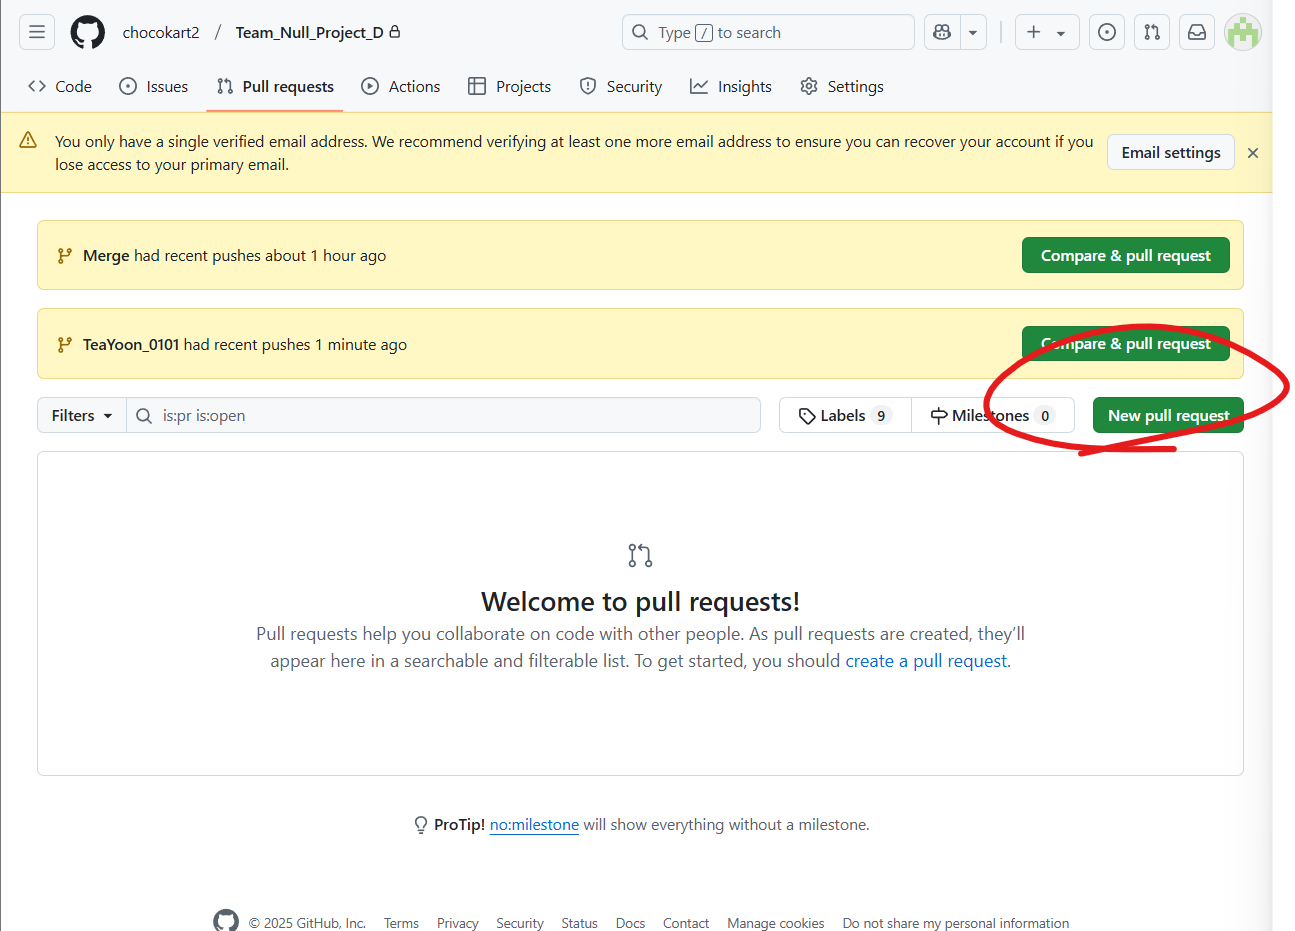 chocokart2 / Team_Null_Project_D
Type / to search
Code Issues Pull requests Actions Projects Security Insights Settings
You only have a single verified email address. We recommend verifying at least one more email address to ensure you can recover your account if you
lose access to your primary email.
Email settings
Merge had recent pushes about 1 hour ago
Compare & pull request
TeaYoon_0101 had recent pushes 1 minute ago
Compare & pull request
Filters
is:pr is:open
Labels 9
Milestones 0
New pull request
Welcome to pull requests!
Pull requests help you collaborate on code with other people. As pull requests are created, they’ll
appear here in a searchable and filterable list. To get started, you should create a pull request.
ProTip! no:milestone will show everything without a milestone.
© 2025 GitHub, Inc. Terms Privacy Security Status Docs Contact Manage cookies Do not share my personal information